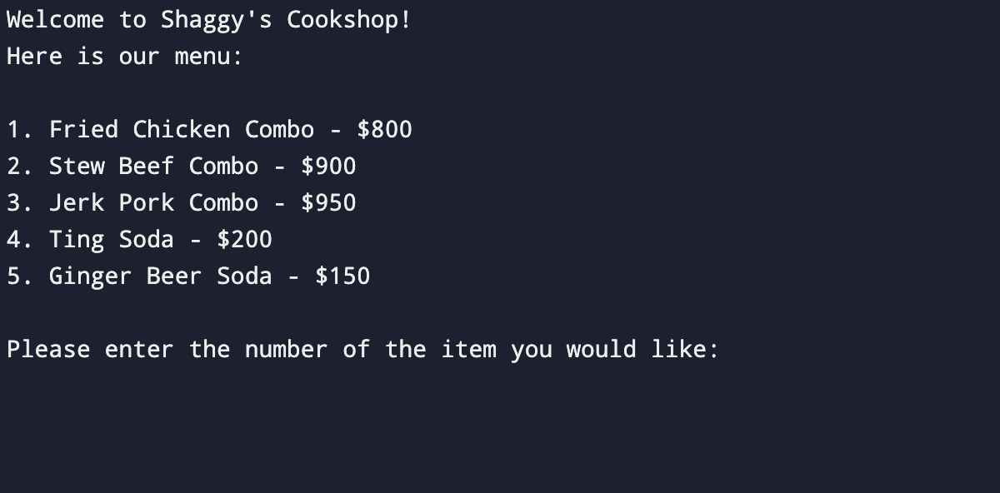 Welcome to Shaggy's Cookshop!
Here is our menu:
1. Fried Chicken Combo - $800
2. Stew Beef Combo - $900
3. Jerk Pork Combo - $950
4. Ting Soda - $200
5. Ginger Beer Soda - $150
Please enter the number of the item you would like: